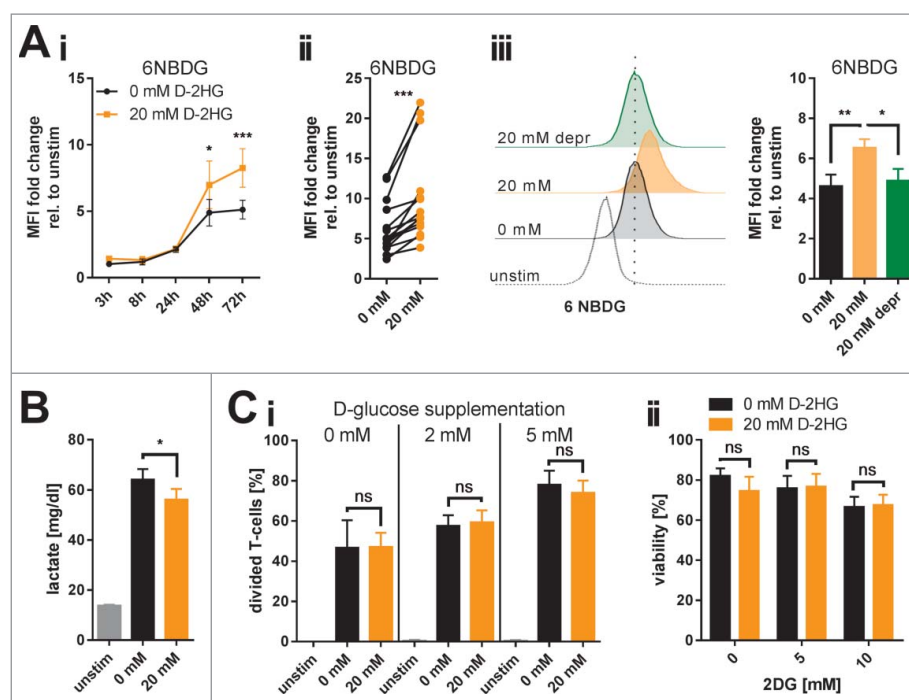 A i
6NBDG
0 mM D-2HG
20 mM D-2HG
MFI fold change
rel. to unstim
15
10
5
0
*
***
3h
8h
24h
48h
72h
ii
6NBDG
***
MFI fold change
rel. to unstim
25
20
15
10
5
0
0 mM
20 mM
iii
20 mM depr
20 mM
0 mM
unstim
6 NBDG
6NBDG
MFI fold change
rel. to unstim
10
8
6
4
2
0
**
*
0 mM
20 mM
20 mM depr
B
lactate [mg/dl]
80
60
40
20
0
*
unstim
0 mM
20 mM
C i
D-glucose supplementation
0 mM 2 mM 5 mM
divided T-cells [%]
100
80
60
40
20
0
ns
ns
ns
unstim
0 mM
20 mM
unstim
0 mM
20 mM
unstim
0 mM
20 mM
ii
0 mM D-2HG
20 mM D-2HG
viability [%]
100
80
60
40
20
0
ns
ns
ns
0
5
10
2DG [mM]